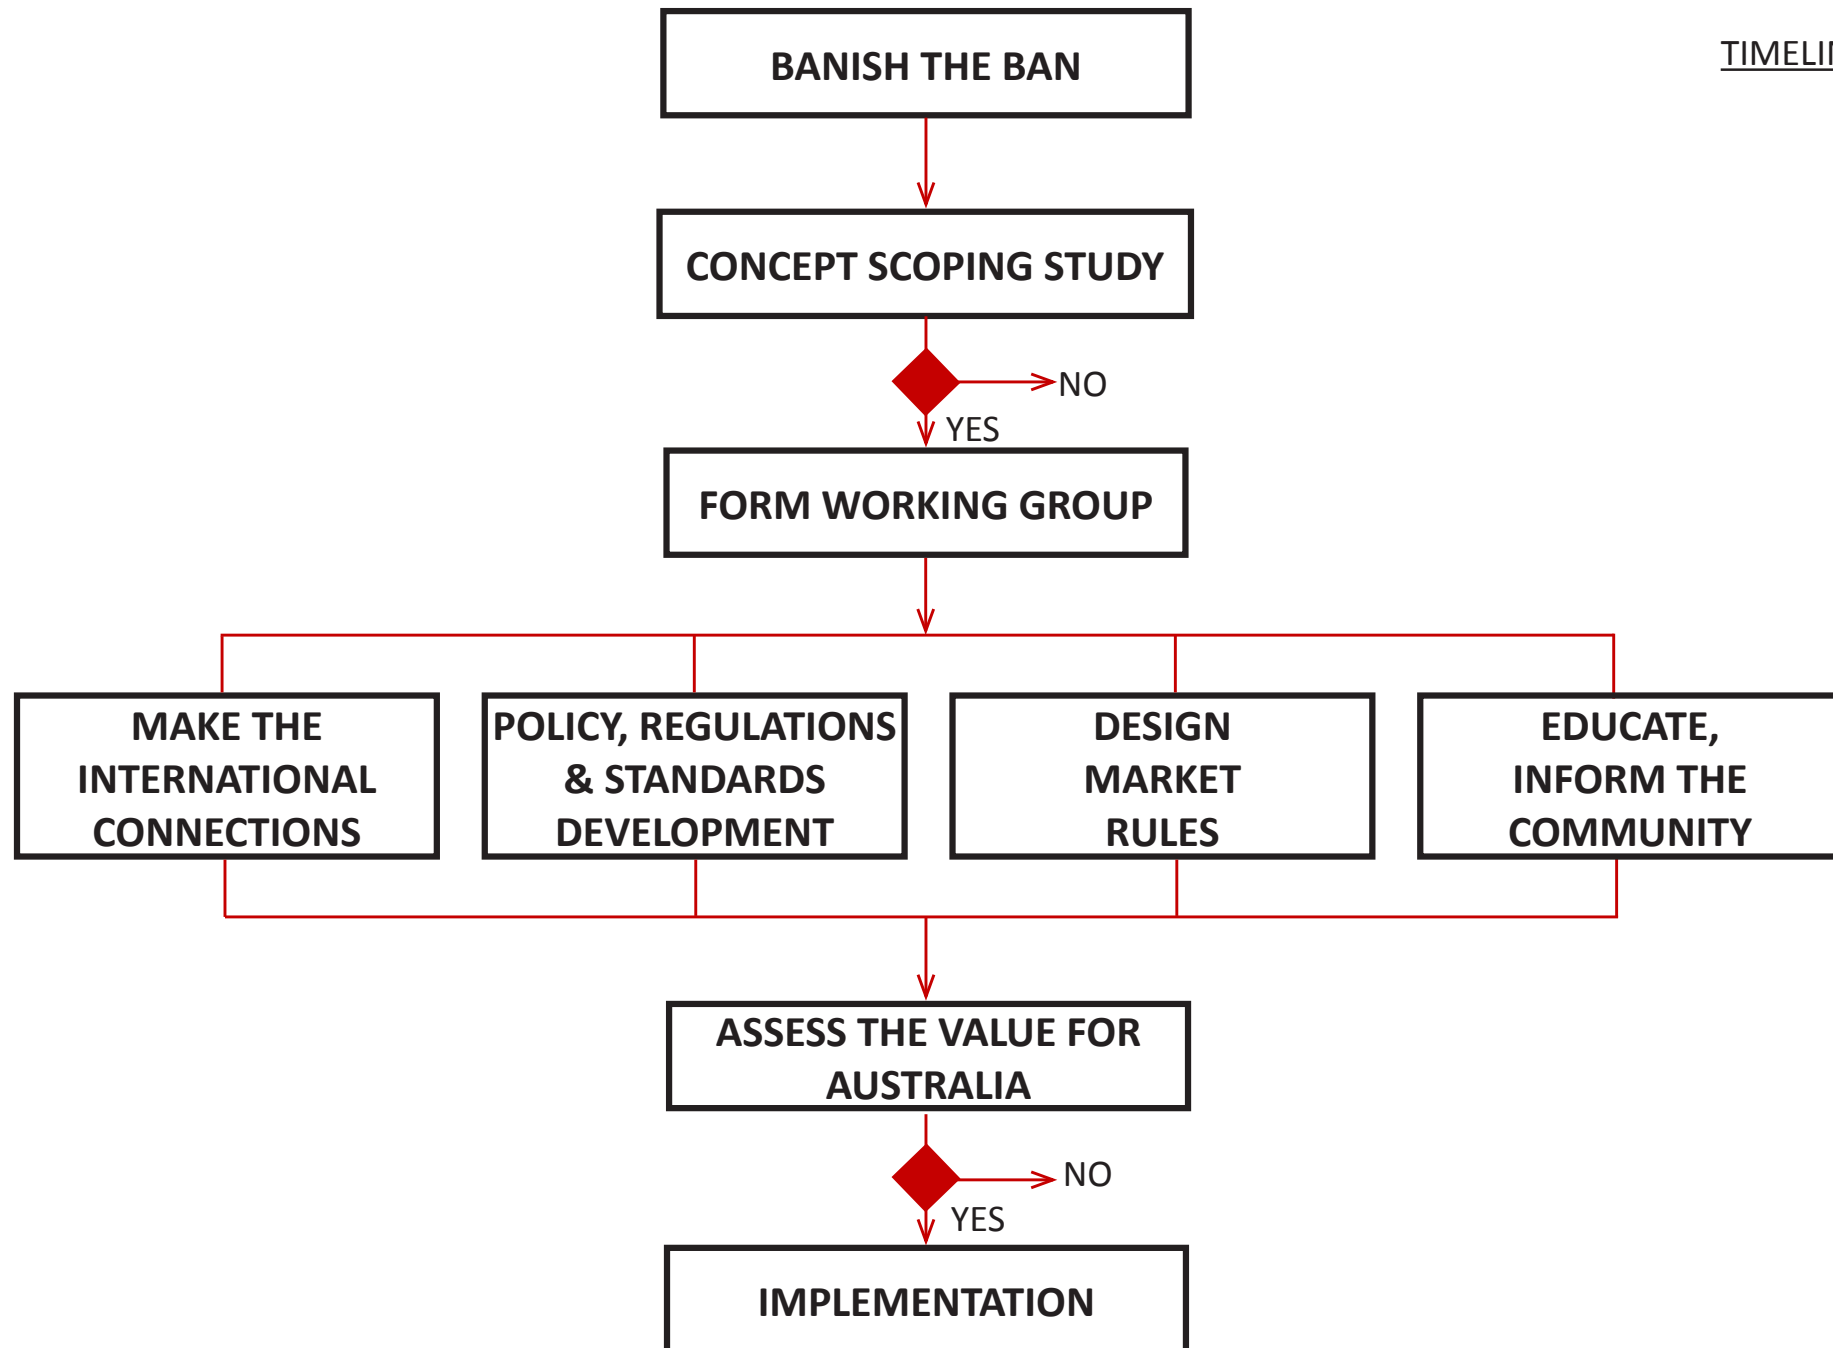 BANISH THE BAN
CONCEPT SCOPING STUDY
NO
YES
FORM WORKING GROUP
MAKE THE
INTERNATIONAL
CONNECTIONS
POLICY, REGULATIONS
& STANDARDS
DEVELOPMENT
DESIGN
MARKET
RULES
EDUCATE,
INFORM THE
COMMUNITY
ASSESS THE VALUE FOR
AUSTRALIA
NO
YES
IMPLEMENTATION